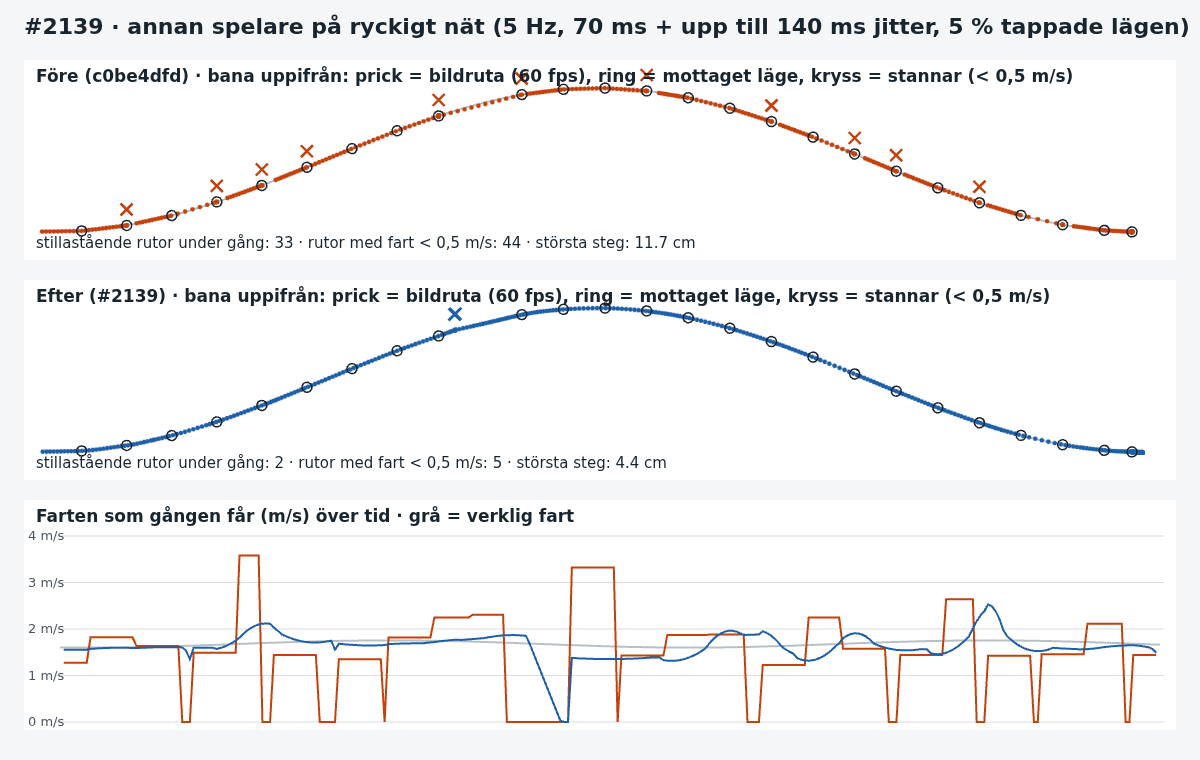 #2139 · annan spelare på ryckigt nät (5 Hz, 70 ms + upp till 140 ms jitter, 5 % tappade lägen)
Före (c0be4dfd) · bana uppifrån: prick = bildruta (60 fps), ring = mottaget läge, kryss = stannar (< 0,5 m/s)
stillastående rutor under gång: 33 · rutor med fart < 0,5 m/s: 44 · största steg: 11.7 cm
Efter (#2139) · bana uppifrån: prick = bildruta (60 fps), ring = mottaget läge, kryss = stannar (< 0,5 m/s)
stillastående rutor under gång: 2 · rutor med fart < 0,5 m/s: 5 · största steg: 4.4 cm
Farten som gången får (m/s) över tid · grå = verklig fart
4 m/s
3 m/s
2 m/s
1 m/s
0 m/s